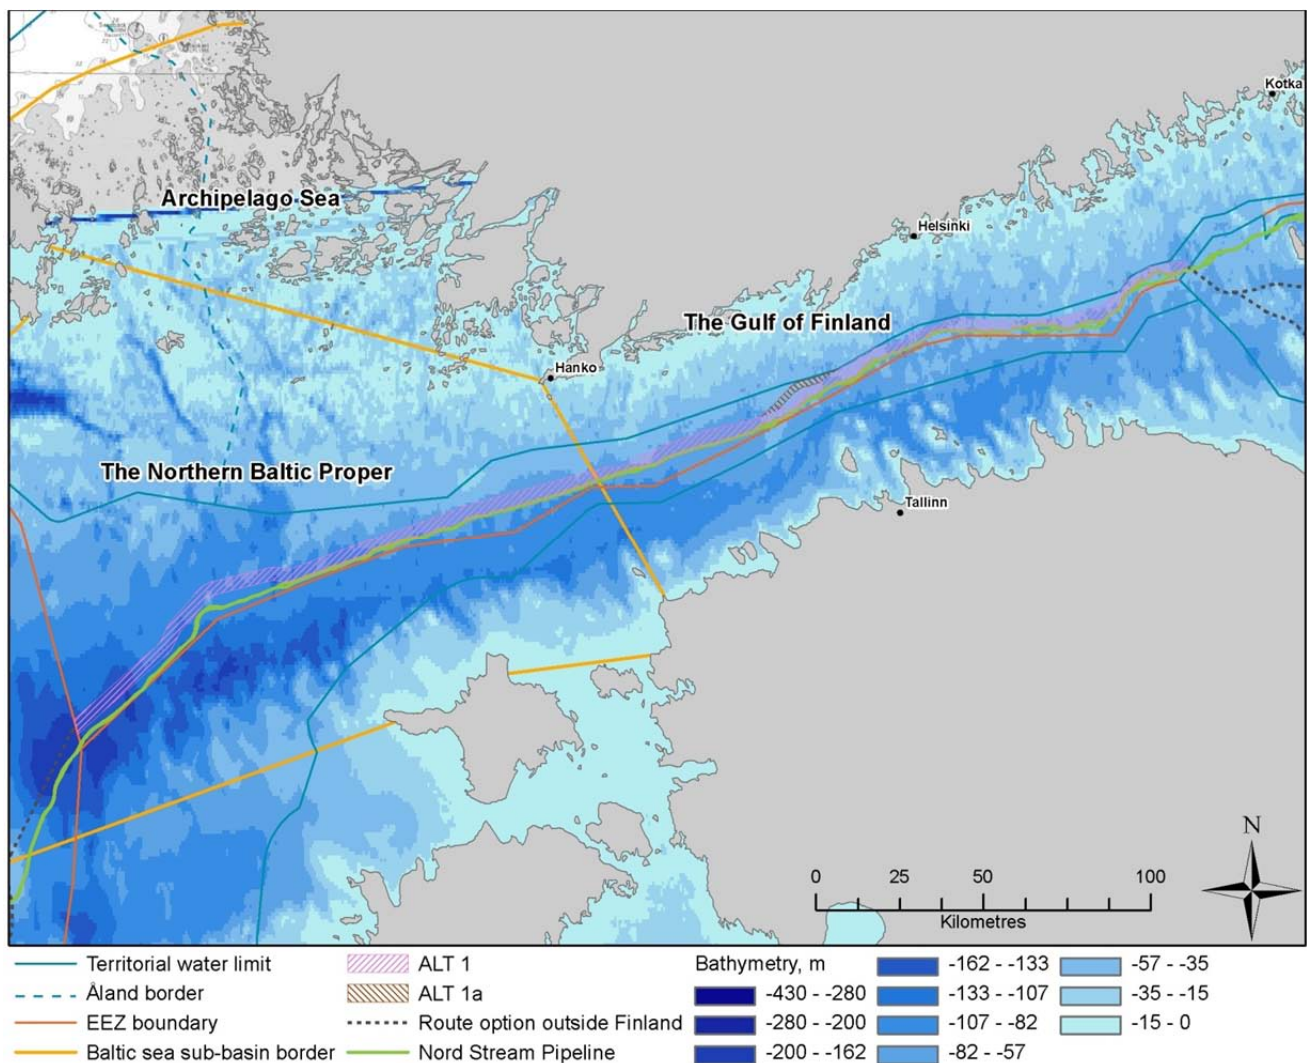 Kotka
Archipelago Sea
Helsinki
The Gulf of Finland
Hanko
The Northern Baltic Proper
Tallinn
N
0 25 50 100
Kilometres
Territorial water limit
Åland border
EEZ boundary
Baltic sea sub-basin border
ALT 1
ALT 1a
Route option outside Finland
Nord Stream Pipeline
Bathymetry, m
-430 - -280
-280 - -200
-200 - -162
-162 - -133
-133 - -107
-107 - -82
-82 - -57
-57 - -35
-35 - -15
-15 - 0